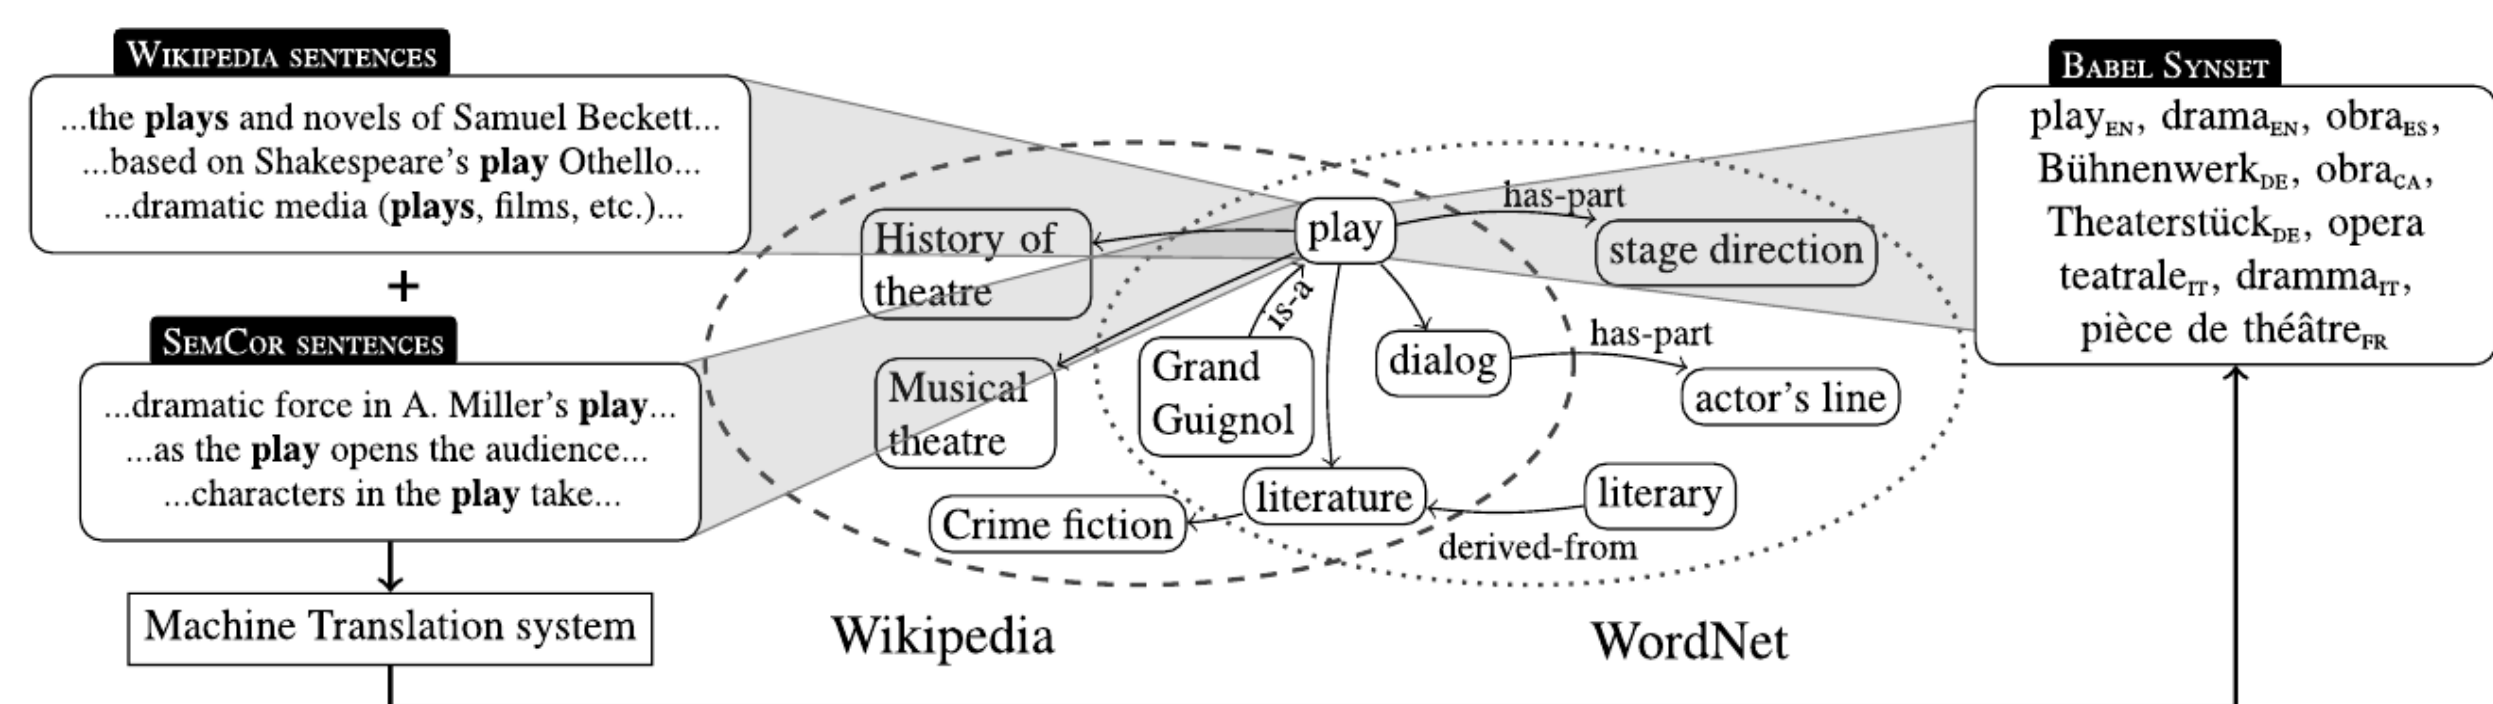 WIKIPEDIA SENTENCES
...the plays and novels of Samuel Beckett...
...based on Shakespeare's play Othello...
...dramatic media (plays, films, etc.)...
+
SEMCOR SENTENCES
...dramatic force in A. Miller's play...
...as the play opens the audience...
...characters in the play take...
Machine Translation system
play
has-part
stage direction
History of
theatre
is-a
Musical
theatre
Grand
Guignol
dialog
has-part
actor's line
literature
literary
Crime fiction
derived-from
Wikipedia
WordNet
BABEL SYNSET
playEN, dramaEN, obraES,
BühnenwerkDE, obraCA,
TheaterstückDE, opera
teatraleIT, drammaIT,
pièce de théâtreFR